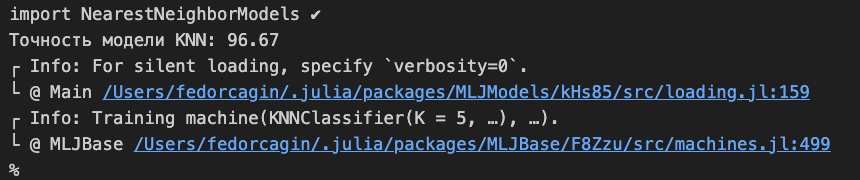 import NearestNeighborModels ✔
Точность модели KNN: 96.67
┌ Info: For silent loading, specify `verbosity=0`.
└ @ Main /Users/fedorcagin/.julia/packages/MLJModels/kHs85/src/loading.jl:159
┌ Info: Training machine(KNNClassifier(K = 5, …), …).
└ @ MLJBase /Users/fedorcagin/.julia/packages/MLJBase/F8Zzu/src/machines.jl:499
%